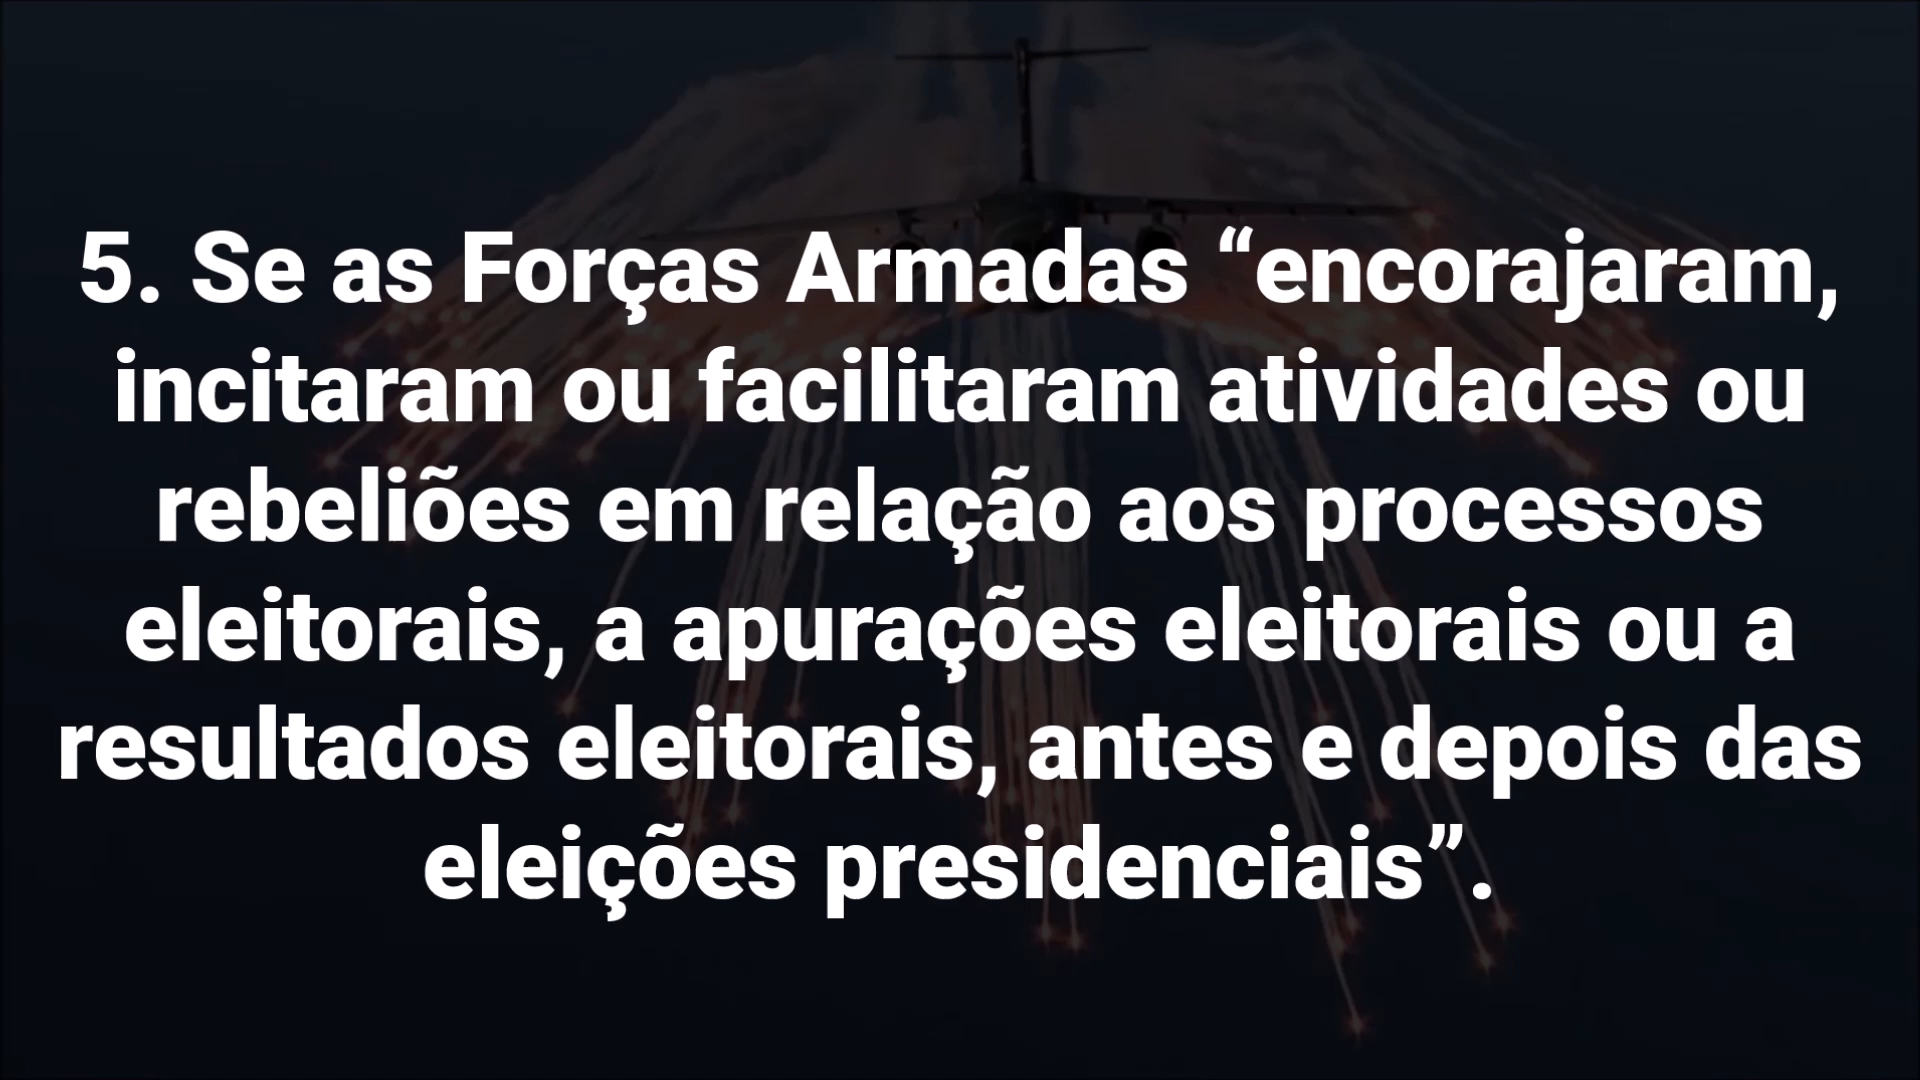 5. Se as Forças Armadas “encorajaram,
incitaram ou facilitaram atividades ou
rebeliões em relação aos processos
eleitorais, a apurações eleitorais ou a
resultados eleitorais, antes e depois das
eleições presidenciais”.